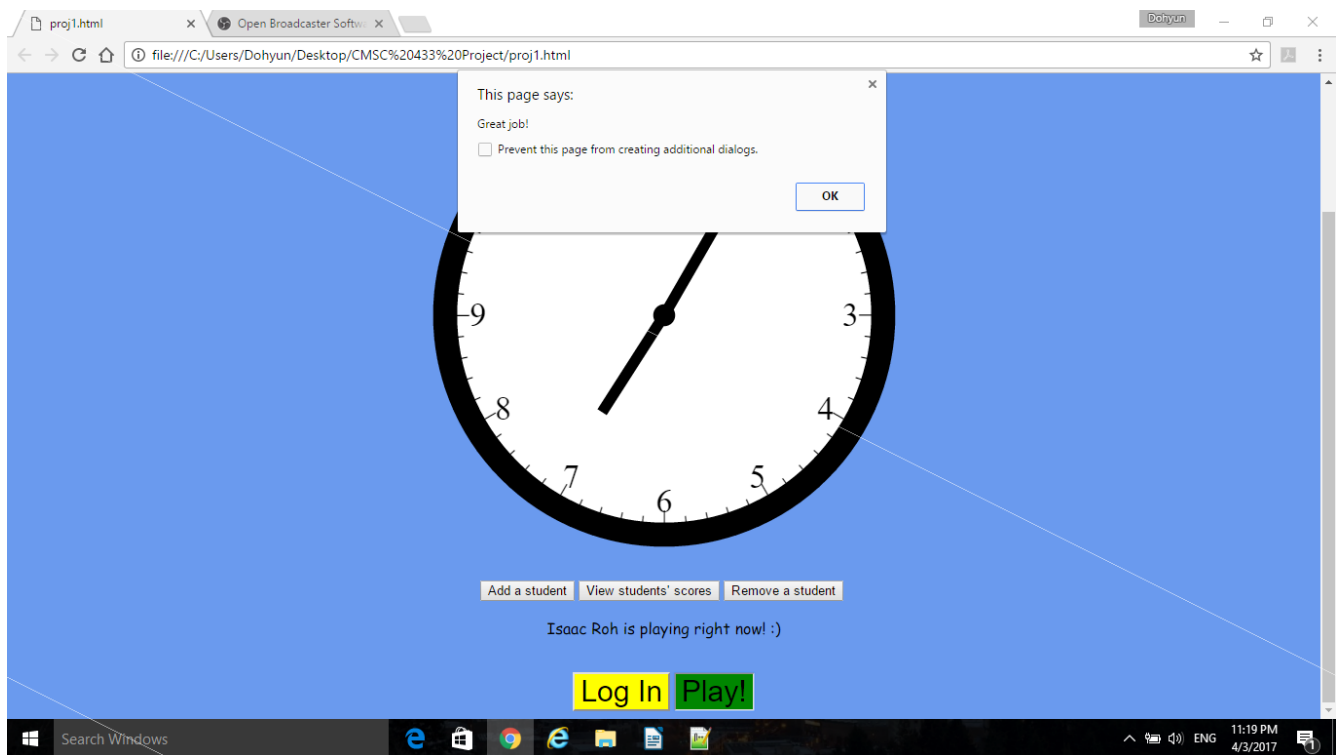 proj1.html
Open Broadcaster Softw
Dohyun
file:///C:/Users/Dohyun/Desktop/CMSC%20433%20Project/proj1.html
This page says:
Great job!
Prevent this page from creating additional dialogs.
OK
9
3
8
4
7
5
6
Add a student View students' scores Remove a student
Isaac Roh is playing right now! :)
Log In Play!
Search Windows
ENG
11:19 PM
4/3/2017
1